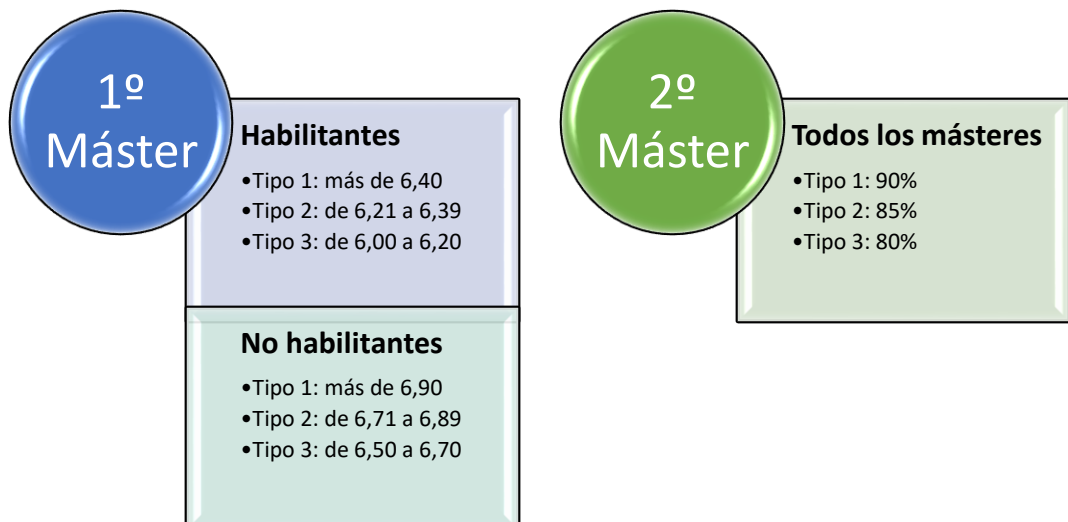 1º
Máster
Habilitantes
•Tipo 1: más de 6,40
•Tipo 2: de 6,21 a 6,39
•Tipo 3: de 6,00 a 6,20
No habilitantes
•Tipo 1: más de 6,90
•Tipo 2: de 6,71 a 6,89
•Tipo 3: de 6,50 a 6,70
2º
Máster
Todos los másteres
•Tipo 1: 90%
•Tipo 2: 85%
•Tipo 3: 80%